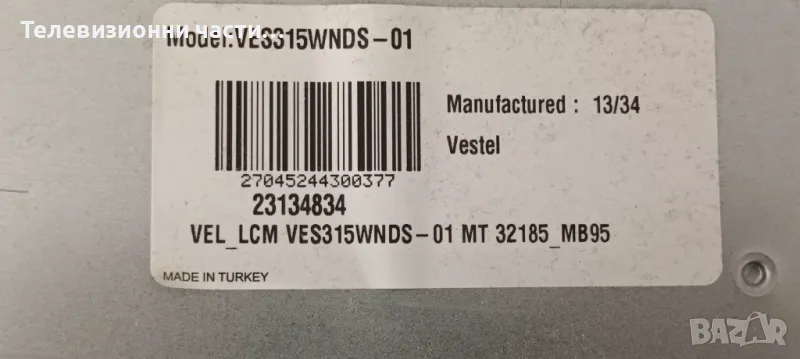 Телевизионни части....
Model:VES315WNDS-01
Manufactured : 13/34
Vestel
27045244300377
23134834
VEL_LCM VES315WNDS-01 MT 32185_MB95
MADE IN TURKEY
BAZAR